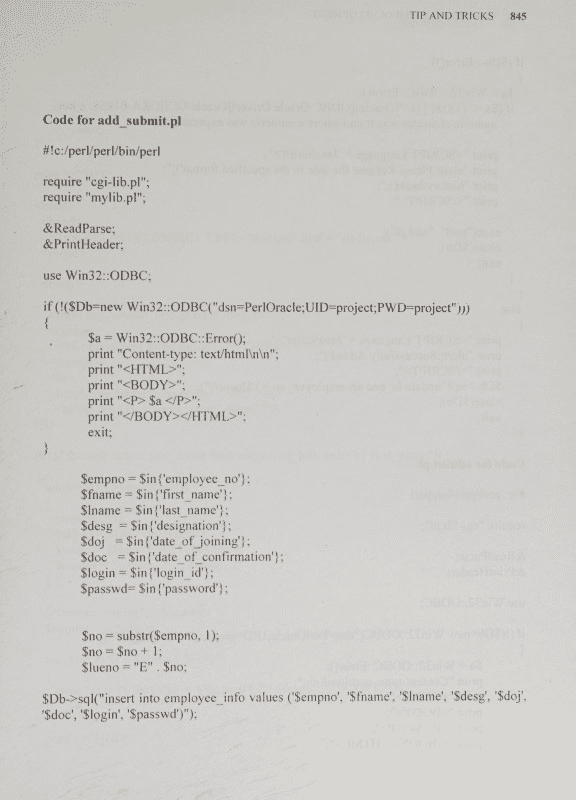 TIP AND TRICKS 845
Code for add_submit.pl
#!c:/perl/perl/bin/perl
require "cgi-lib.pl";
require "mylib.pl";
&ReadParse;
&PrintHeader;
use Win32::ODBC;
if (!($Db=new Win32::ODBC("dsn=PerlOracle;UID=project;PWD=project")))
{
$a = Win32::ODBC::Error();
print "Content-type: text/html\n\n";
print "<HTML>";
print "<BODY>";
print "<P> $a </P>";
print "</BODY></HTML>";
exit;
}
$empno = $in{'employee_no'};
$fname = $in{'first_name'};
$lname = $in{'last_name'};
$desg = $in{'designation'};
$doj = $in{'date_of_joining'};
$doc = $in{'date_of_confirmation'};
$login = $in{'login_id'};
$passwd= $in{'password'};
$no = substr($empno, 1);
$no = $no + 1;
$lueno = "E" . $no;
$Db->sql("insert into employee_info values ('$empno', '$fname', '$lname', '$desg', '$doj',
'$doc', '$login', '$passwd')");